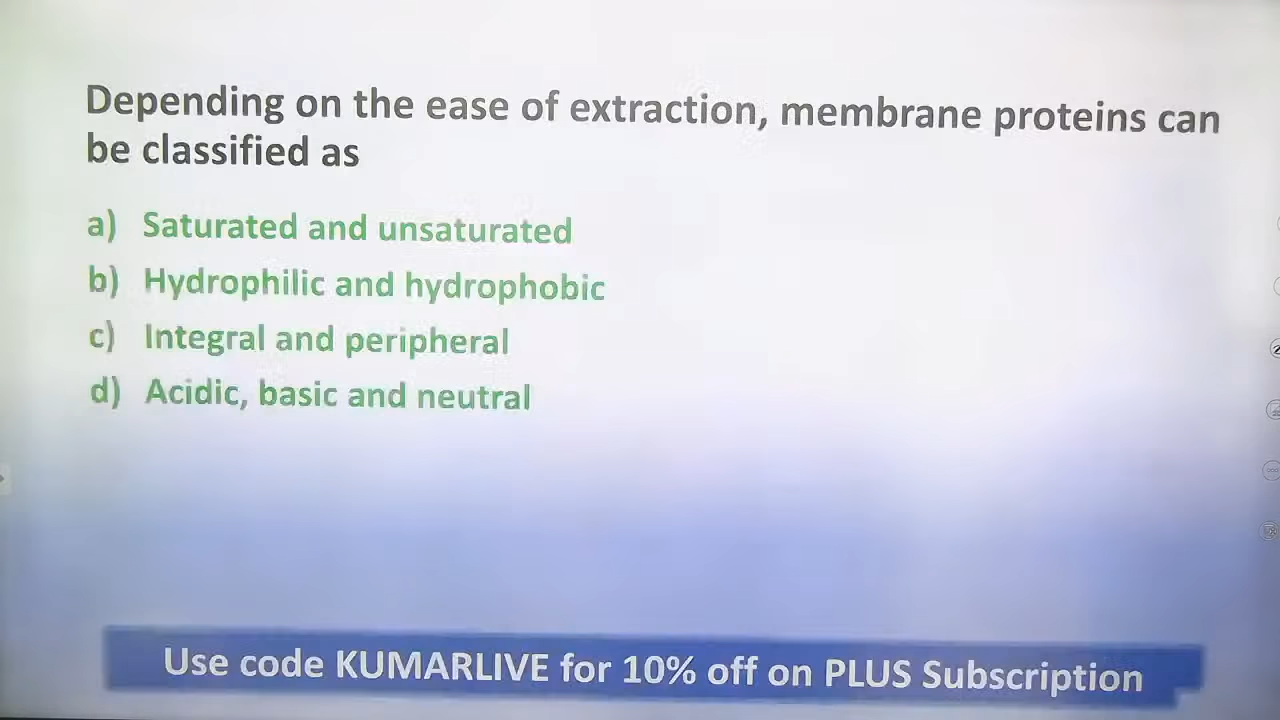 Depending on the ease of extraction, membrane proteins can
be classified as
a) Saturated and unsaturated
b) Hydrophilic and hydrophobic
c) Integral and peripheral
d) Acidic, basic and neutral
Use code KUMARLIVE for 10% off on PLUS Subscription